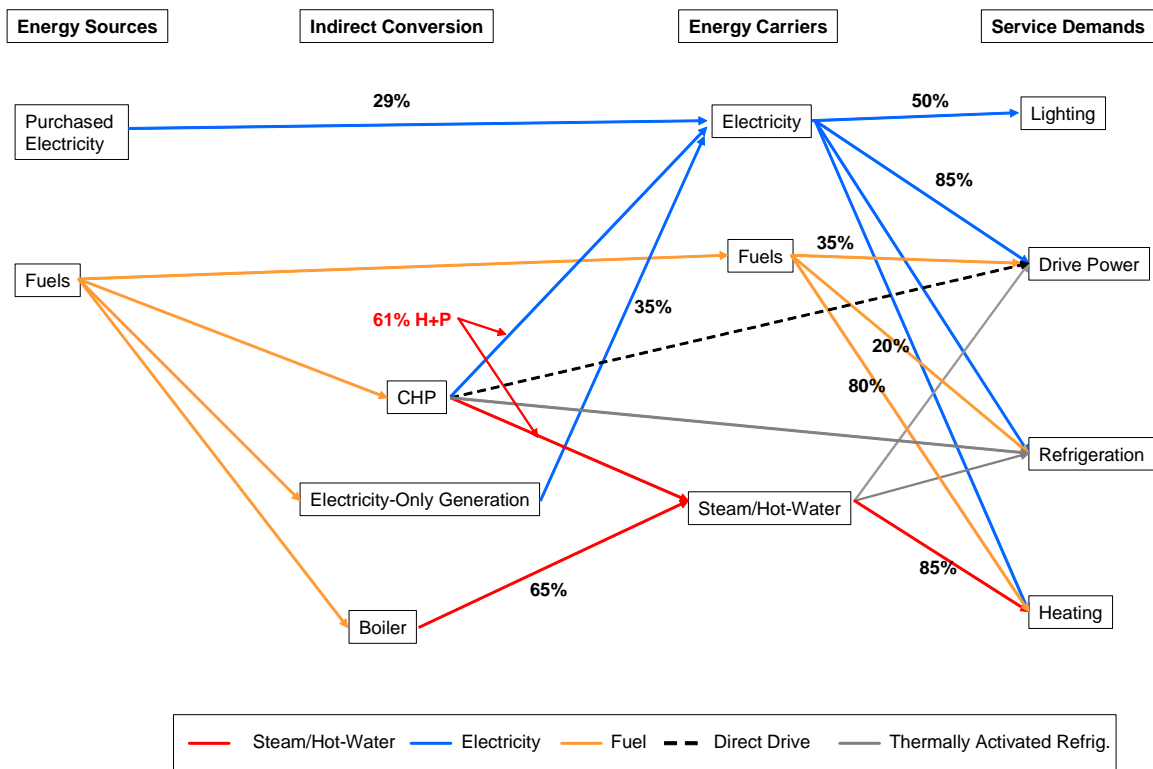 Energy Sources
Indirect Conversion
Energy Carriers
Service Demands
29%
50%
Purchased
Electricity
Electricity
Lighting
85%
35%
Fuels
Fuels
Drive Power
35%
61% H+P
20%
80%
CHP
Refrigeration
Electricity-Only Generation
Steam/Hot-Water
85%
65%
Boiler
Heating
Steam/Hot-Water
Electricity
Fuel
Direct Drive
Thermally Activated Refrig.